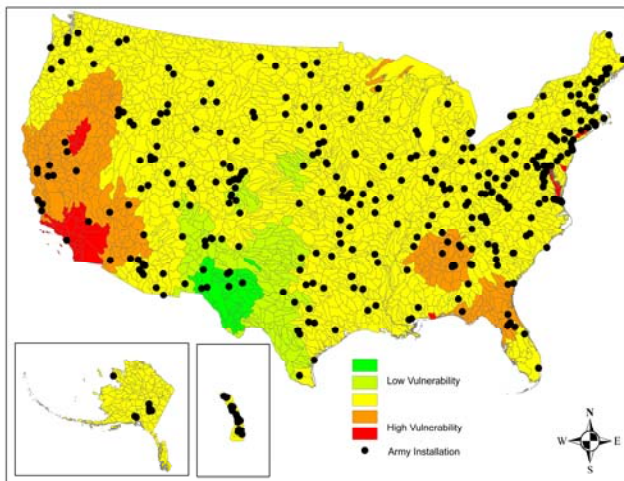 Low Vulnerability
High Vulnerability
Army Installation
N
W E
S